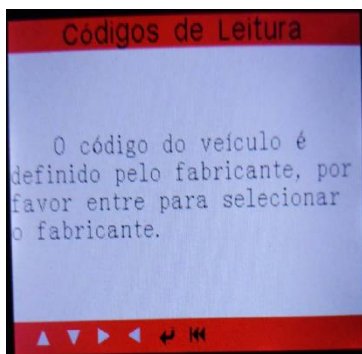 Códigos de Leitura
O código do veículo é
definido pelo fabricante, por
favor entre para selecionar
o fabricante.